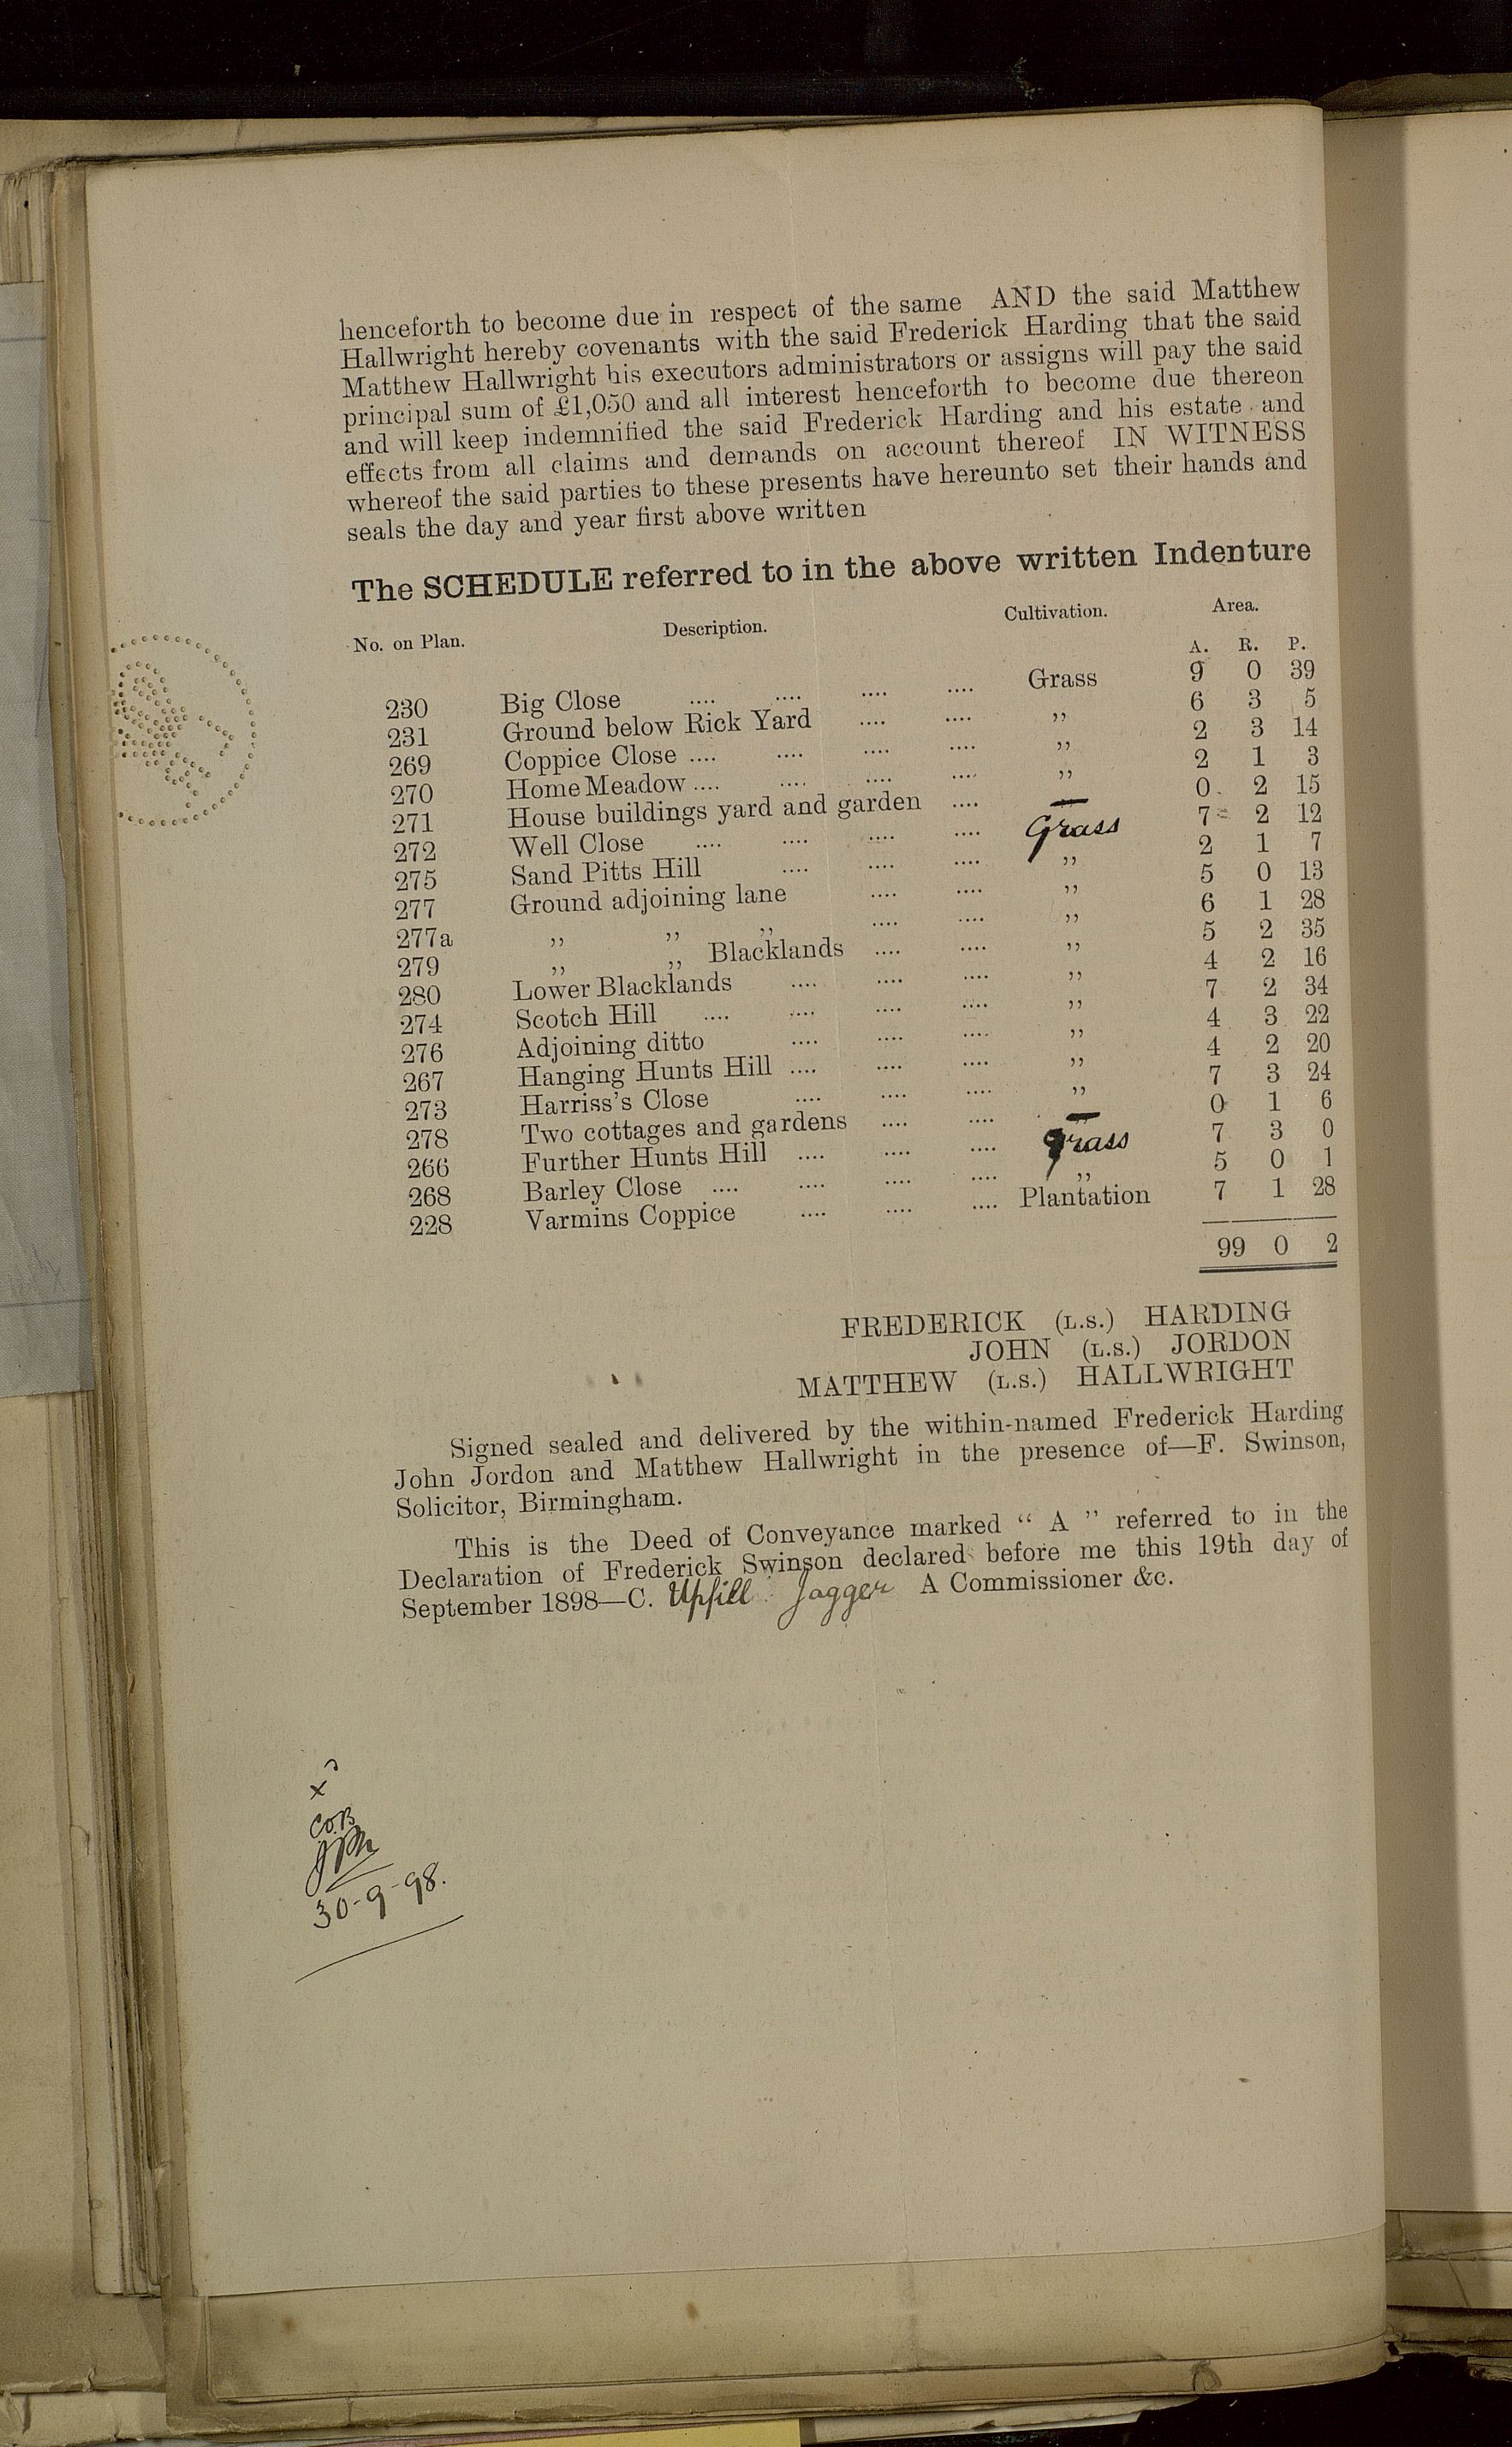 henceforth to become due in respect of the same AND the said Matthew
Hallwright hereby covenants with the said Frederick Harding that the said
Matthew Hallwright his executors administrators or assigns will pay the said
principal sum of £1,050 and all interest henceforth to become due thereon
and will keep indemnified the said Frederick Harding and his estate and
effects from all claims and demands on account thereof IN WITNESS
whereof the said parties to these presents have hereunto set their hands and
seals the day and year first above written
The SCHEDULE referred to in the above written Indenture
No. on Plan. Description. Cultivation. Area.
A. R. P.
230 Big Close .... .... .... .... Grass 9 0 39
231 Ground below Rick Yard .... .... ,, 6 3 5
269 Coppice Close .... .... .... .... ,, 2 3 14
270 Home Meadow .... .... .... .... ,, 2 1 3
271 House buildings yard and garden .... — 0 2 15
272 Well Close .... .... .... .... Grass 7 2 12
275 Sand Pitts Hill .... .... .... ,, 2 1 7
277 Ground adjoining lane .... .... ,, 5 0 13
277a ,, ,, ,, .... .... ,, 6 1 28
279 ,, ,, Blacklands .... .... ,, 5 2 35
280 Lower Blacklands .... .... .... ,, 4 2 16
274 Scotch Hill .... .... .... .... ,, 7 2 34
276 Adjoining ditto .... .... .... ,, 4 3 22
267 Hanging Hunts Hill .... .... .... ,, 4 2 20
273 Harriss's Close .... .... .... ,, 7 3 24
278 Two cottages and gardens .... .... — 0 1 6
266 Further Hunts Hill .... .... .... Grass 7 3 0
268 Barley Close .... .... .... .... ,, 5 0 1
228 Varmins Coppice .... .... .... Plantation 7 1 28
99 0 2
FREDERICK (L.S.) HARDING
JOHN (L.S.) JORDON
MATTHEW (L.S.) HALLWRIGHT
Signed sealed and delivered by the within-named Frederick Harding
John Jordon and Matthew Hallwright in the presence of—F. Swinson,
Solicitor, Birmingham.
This is the Deed of Conveyance marked “ A ” referred to in the
Declaration of Frederick Swinson declared before me this 19th day of
September 1898—C. Upfill Jagger A Commissioner &c.
30-9-98.